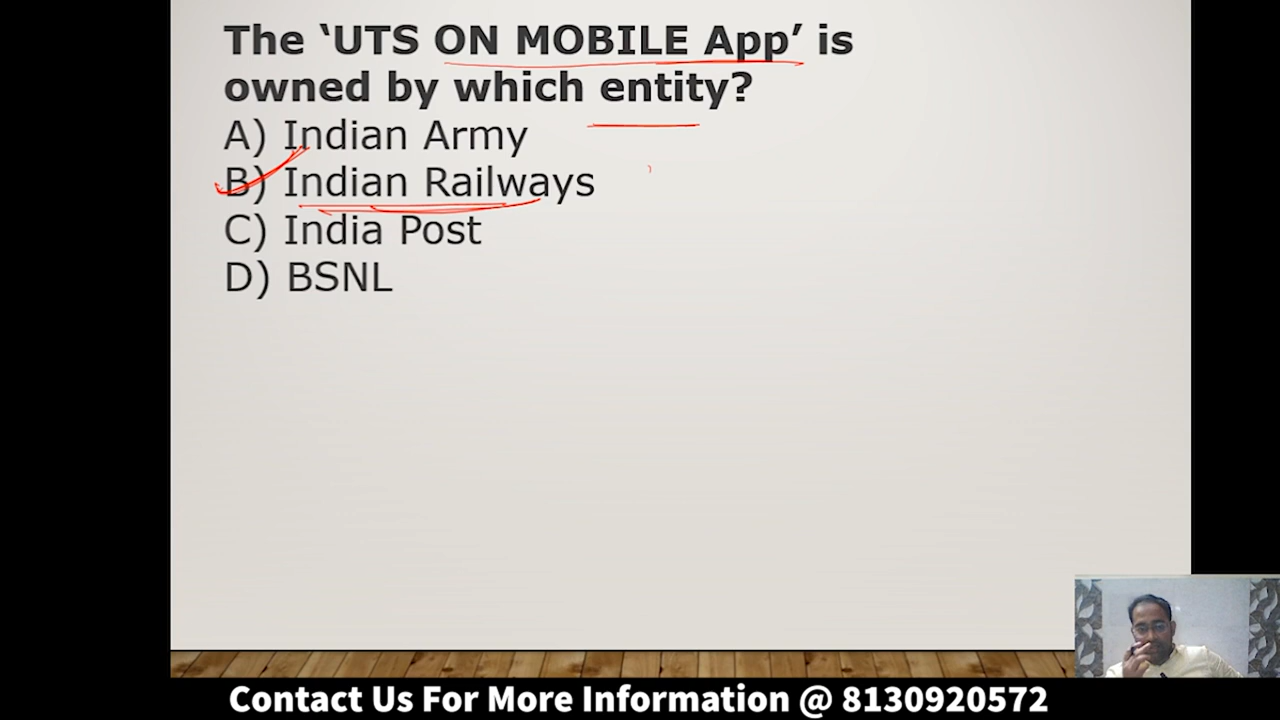 The ‘UTS ON MOBILE App’ is
owned by which entity?
A) Indian Army
B) Indian Railways
C) India Post
D) BSNL
Contact Us For More Information @ 8130920572